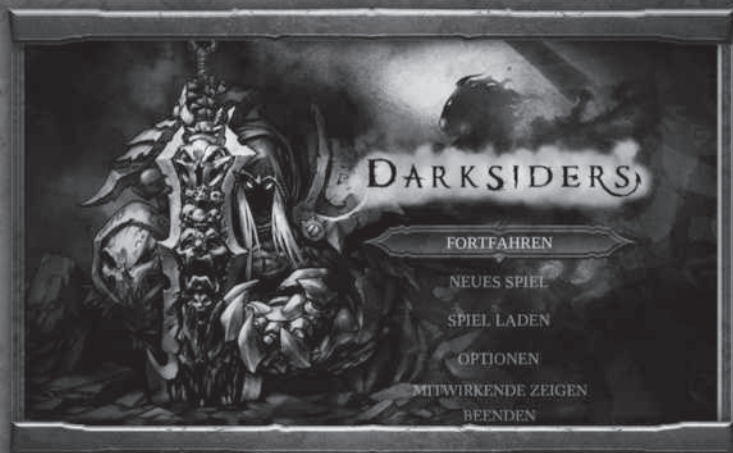 DARKSIDERS
FORTFAHREN
NEUES SPIEL
SPIEL LADEN
OPTIONEN
MITWIRKENDE ZEIGEN
BEENDEN